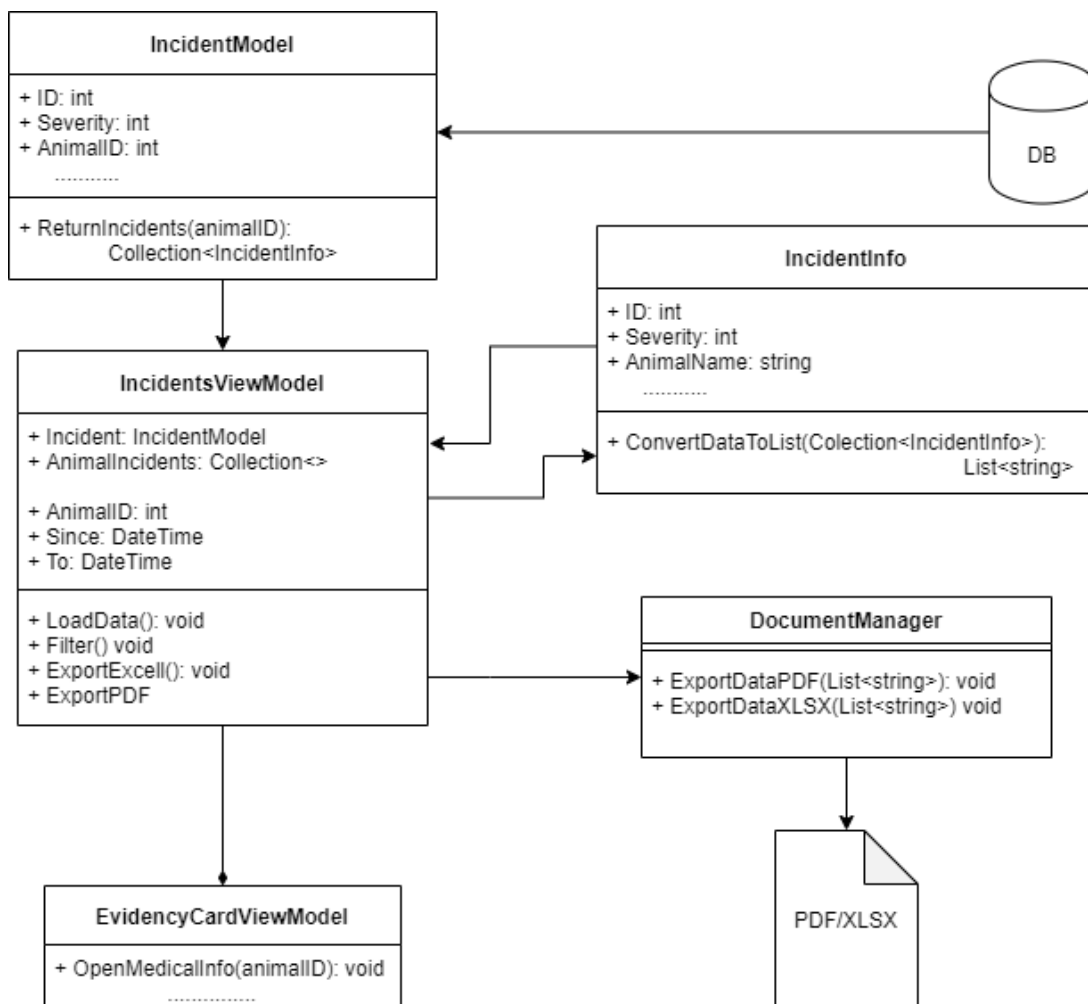 IncidentModel
+ ID: int
+ Severity: int
+ AnimalID: int
...........
+ ReturnIncidents(animalID):
Collection<IncidentInfo>
DB
IncidentInfo
+ ID: int
+ Severity: int
+ AnimalName: string
...........
+ ConvertDataToList(Colection<IncidentInfo>):
List<string>
IncidentsViewModel
+ Incident: IncidentModel
+ AnimalIncidents: Collection<>
+ AnimalID: int
+ Since: DateTime
+ To: DateTime
+ LoadData(): void
+ Filter() void
+ ExportExcell(): void
+ ExportPDF
DocumentManager
+ ExportDataPDF(List<string>): void
+ ExportDataXLSX(List<string>) void
PDF/XLSX
EvidencyCardViewModel
+ OpenMedicalInfo(animalID): void
...............